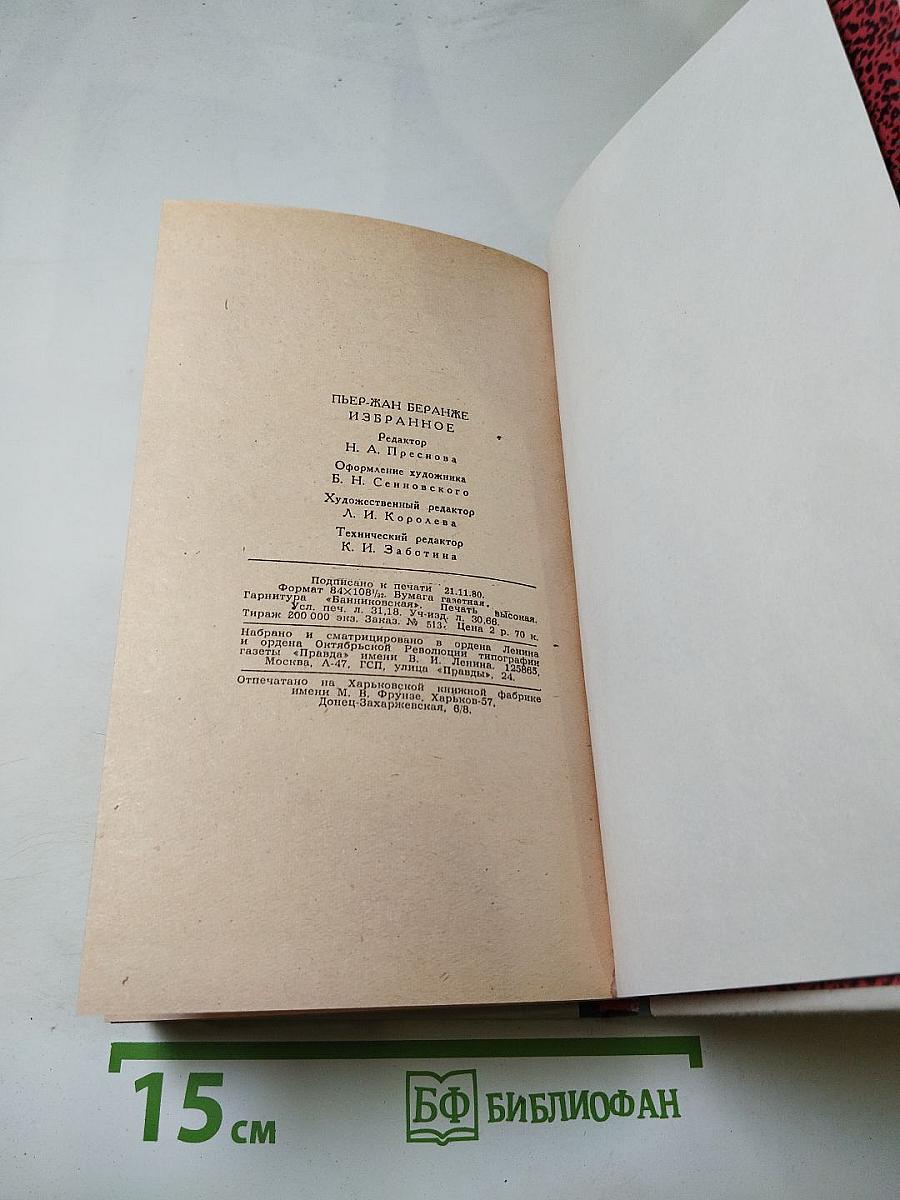 ПЬЕР-ЖАН БЕРАНЖЕ
ИЗБРАННОЕ
Редактор
Н. А. Преснова
Оформление художника
Б. Н. Сенновского
Художественный редактор
Л. И. Королева
Технический редактор
К. И. Заботина
Подписано к печати 21.11.80.
Формат 84×108¹/₃₂. Бумага газетная.
Гарнитура «Банниковская». Печать высокая.
Усл. печ. л. 31,18. Уч-изд. л. 30,66.
Тираж 200 000 экз. Заказ. № 513. Цена 2 р. 70 к.
Набрано и сматрицировано в ордена Ленина
и ордена Октябрьской Революции типографии
газеты «Правда» имени В. И. Ленина, 125865,
Москва, А-47, ГСП, улица «Правды», 24.
Отпечатано на Харьковской книжной фабрике
имени М. В. Фрунзе, Харьков-57,
Донец-Захаржевская, 6/8.
15 см
БФ БИБЛИОФАН